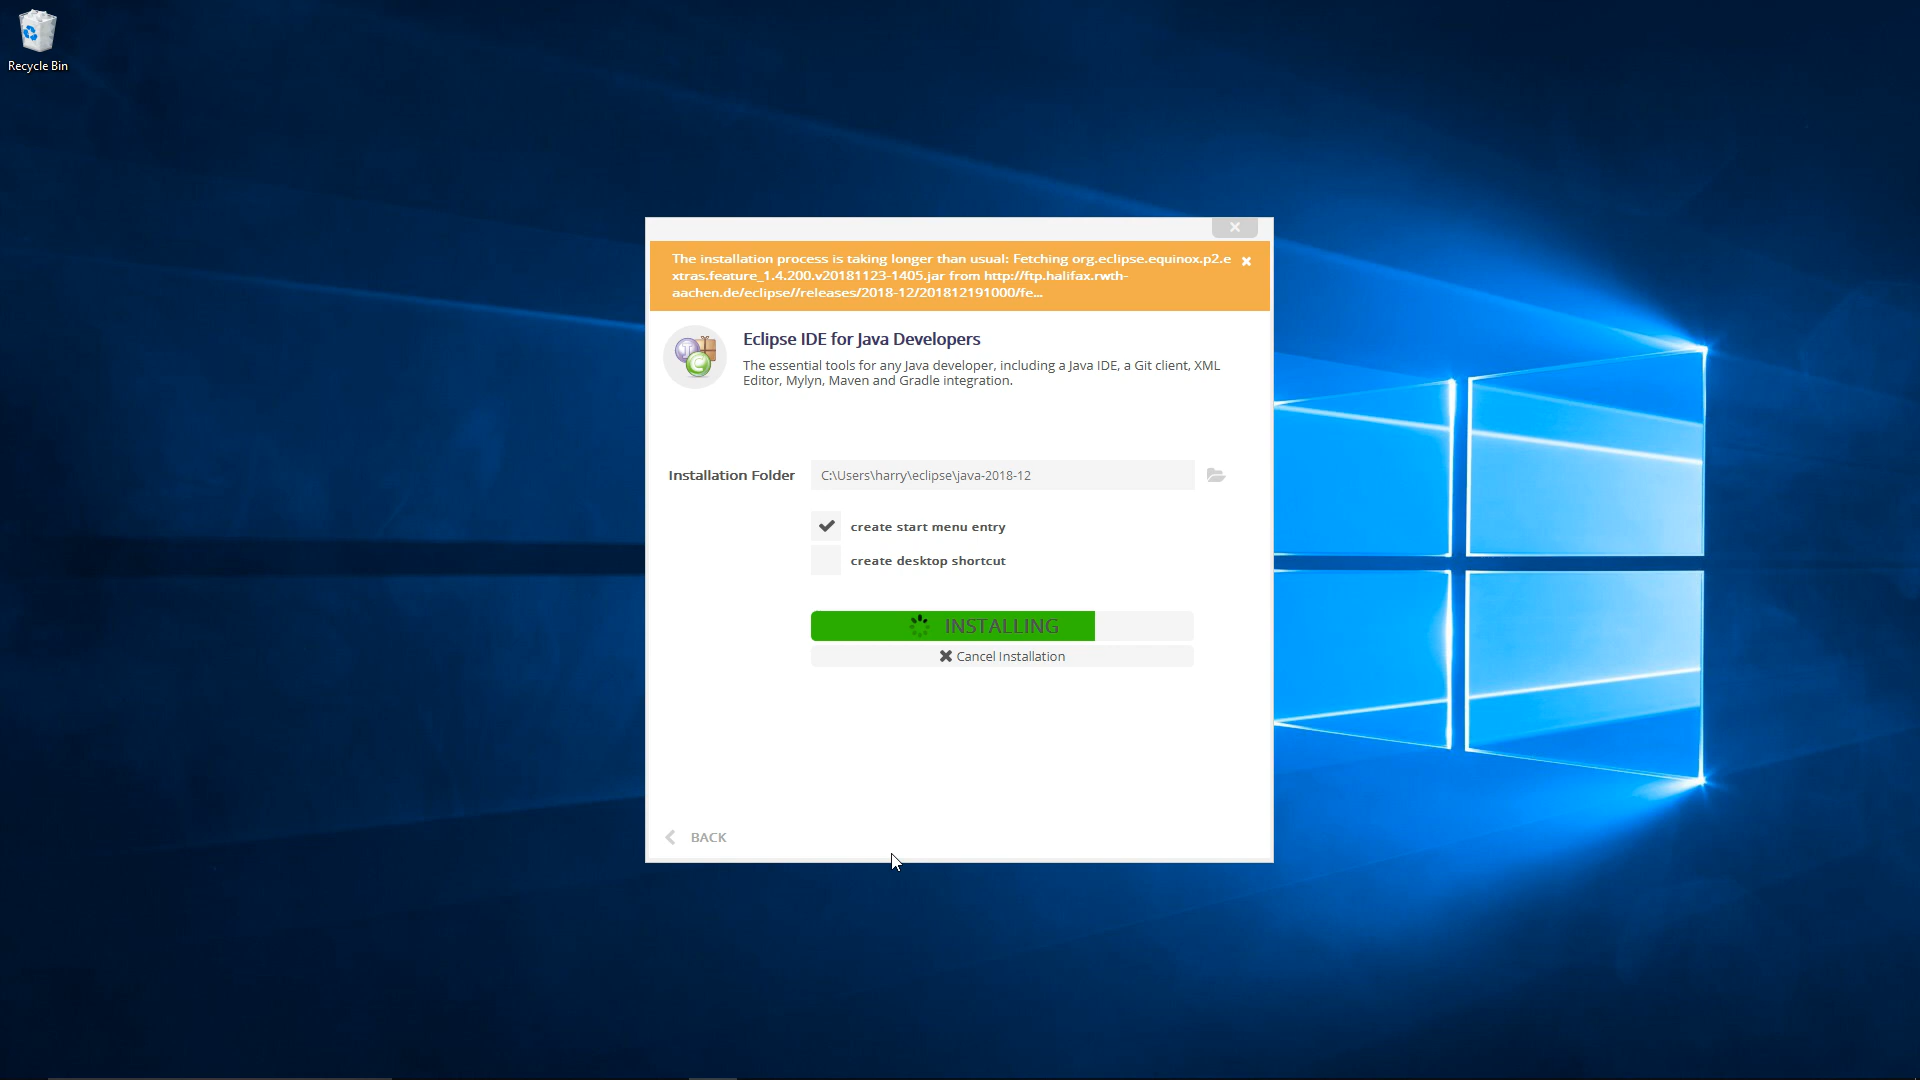 Recycle Bin
The installation process is taking longer than usual: Fetching org.eclipse.equinox.p2.e
xtras.feature_1.4.200.v20181123-1405.jar from http://ftp.halifax.rwth-
aachen.de/eclipse//releases/2018-12/201812191000/fe...
Eclipse IDE for Java Developers
The essential tools for any Java developer, including a Java IDE, a Git client, XML
Editor, Mylyn, Maven and Gradle integration.
Installation Folder C:\Users\harry\eclipse\java-2018-12
create start menu entry
create desktop shortcut
INSTALLING
Cancel Installation
BACK